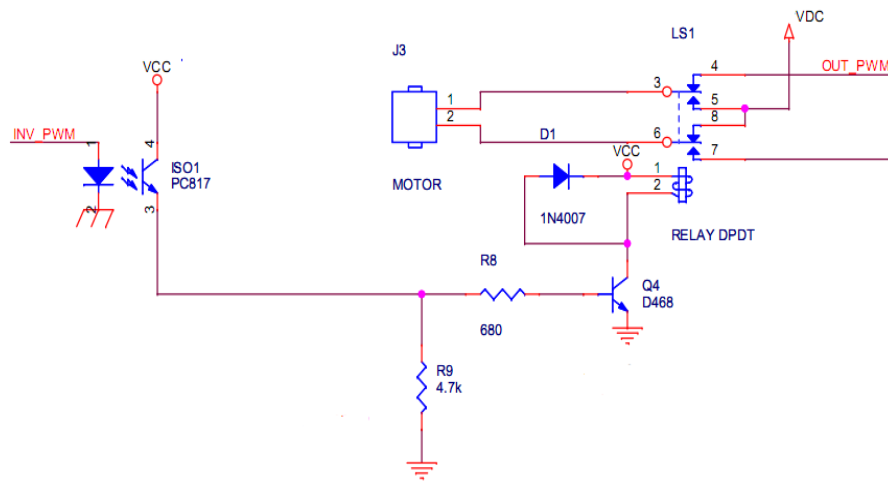 VDC
LS1
J3
VCC
4
OUT_PWM
3
1
5
INV_PWM
1
4
2
8
D1
6
ISO1
VCC
7
PC817
1
MOTOR
2
2
3
1N4007
RELAY DPDT
R8
Q4
D468
680
R9
4.7k